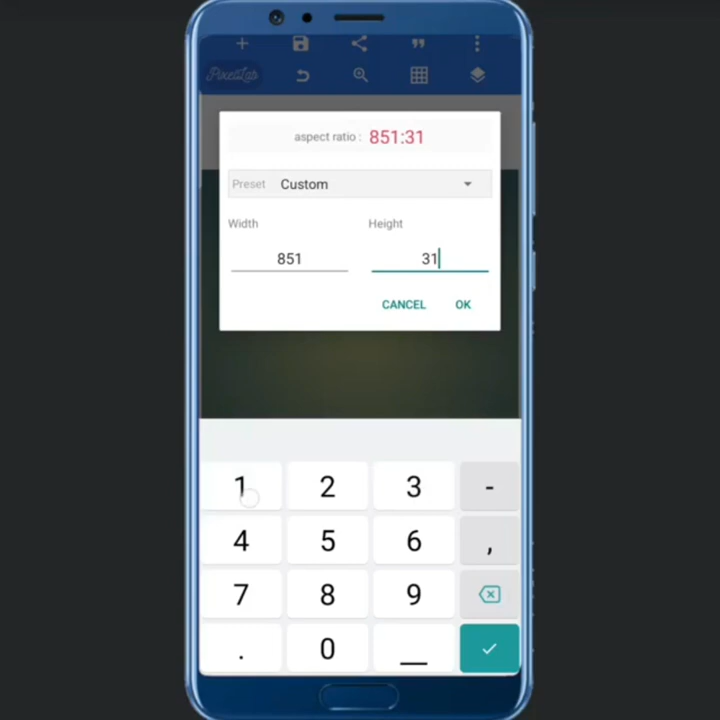 PixelLab
aspect ratio : 851:31
Preset Custom
Width Height
851 31
CANCEL OK
1 2 3 -
4 5 6 ,
7 8 9
. 0 _